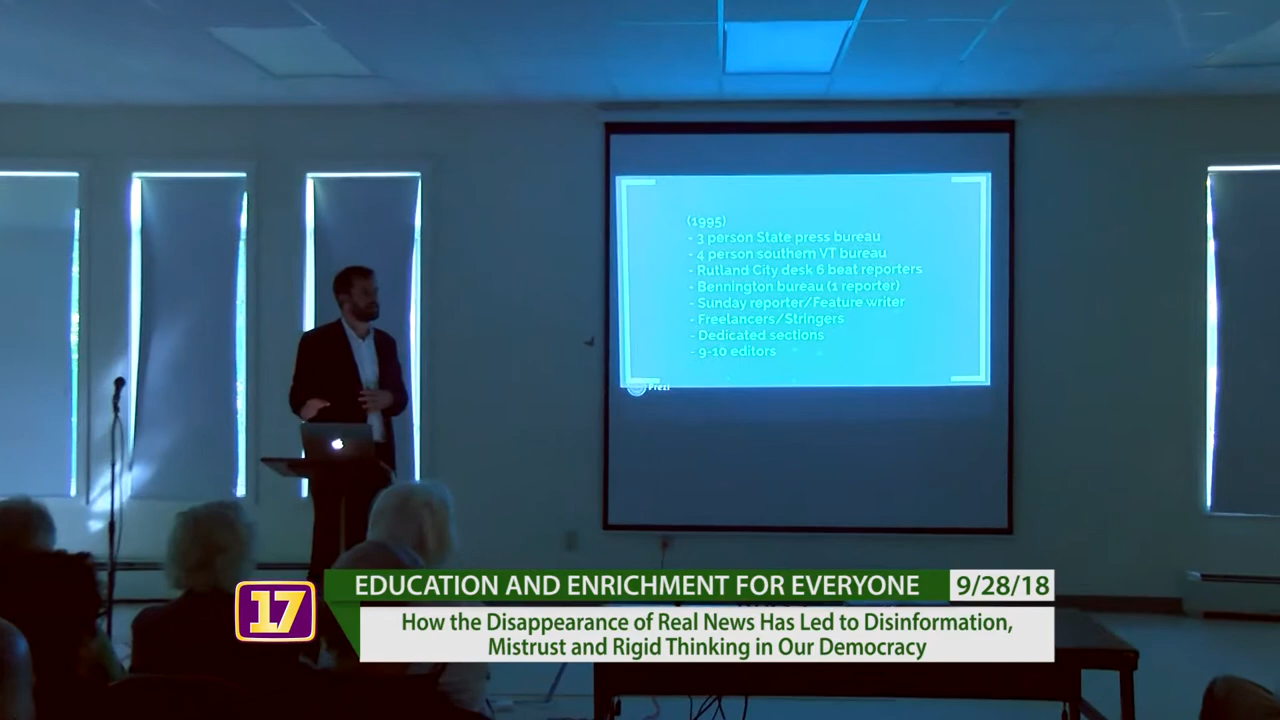 (1995)
- 3 person State press bureau
- 4 person southern VT bureau
- Rutland City desk 6 beat reporters
- Bennington bureau (1 reporter)
- Sunday reporter/Feature writer
- Freelancers/Stringers
- Dedicated sections
- 9-10 editors
Prezi
17
EDUCATION AND ENRICHMENT FOR EVERYONE 9/28/18
How the Disappearance of Real News Has Led to Disinformation,
Mistrust and Rigid Thinking in Our Democracy